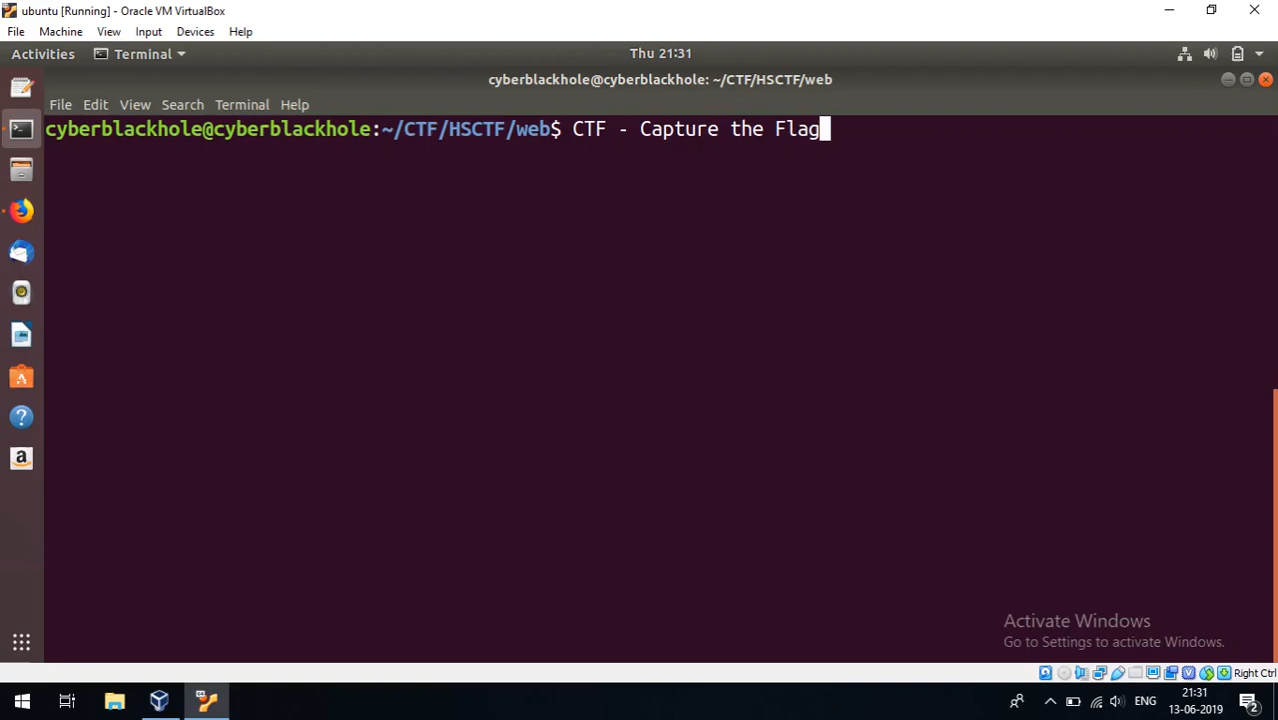 ubuntu [Running] - Oracle VM VirtualBox
File Machine View Input Devices Help
Activities Terminal Thu 21:31
cyberblackhole@cyberblackhole: ~/CTF/HSCTF/web
File Edit View Search Terminal Help
cyberblackhole@cyberblackhole:~/CTF/HSCTF/web$ CTF - Capture the Flag
Activate Windows
Go to Settings to activate Windows.
Right Ctrl
ENG
21:31
13-06-2019
2